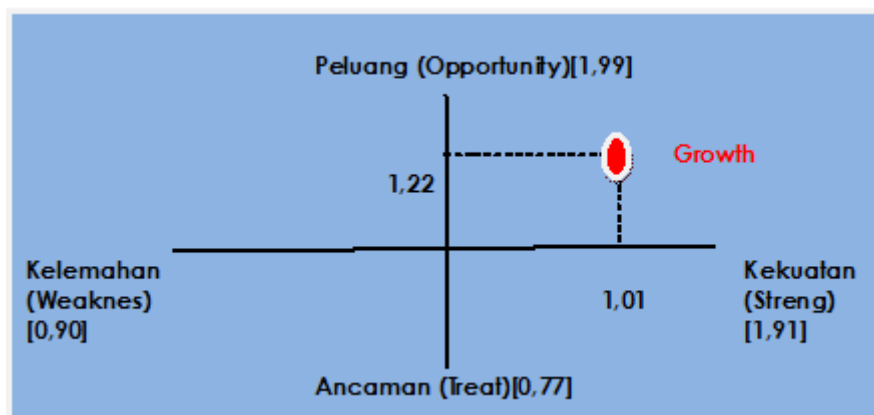 Peluang (Opportunity)[1,99]
Growth
1,22
Kelemahan
(Weaknes)
[0,90]
Kekuatan
(Streng)
[1,91]
1,01
Ancaman (Treat)[0,77]